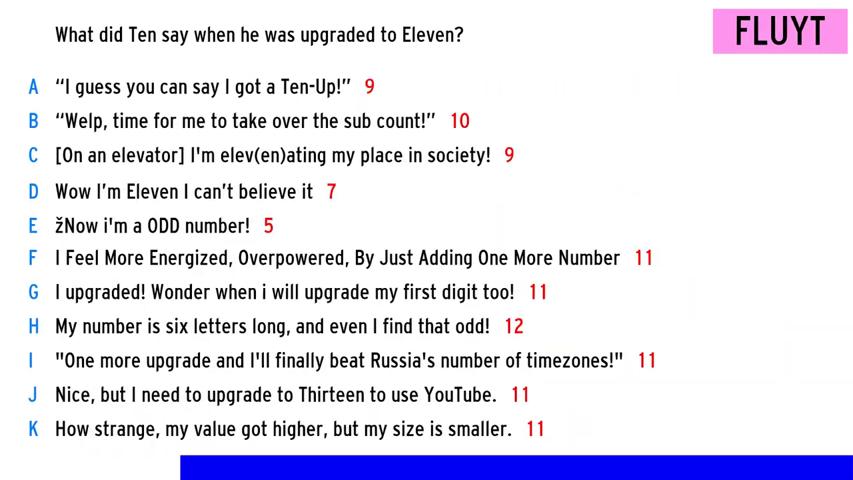 What did Ten say when he was upgraded to Eleven?
FLUYT
A “I guess you can say I got a Ten-Up!” 9
B “Welp, time for me to take over the sub count!” 10
C [On an elevator] I'm elev(en)ating my place in society! 9
D Wow I’m Eleven I can’t believe it 7
E žNow i'm a ODD number! 5
F I Feel More Energized, Overpowered, By Just Adding One More Number 11
G I upgraded! Wonder when i will upgrade my first digit too! 11
H My number is six letters long, and even I find that odd! 12
I "One more upgrade and I'll finally beat Russia's number of timezones!" 11
J Nice, but I need to upgrade to Thirteen to use YouTube. 11
K How strange, my value got higher, but my size is smaller. 11